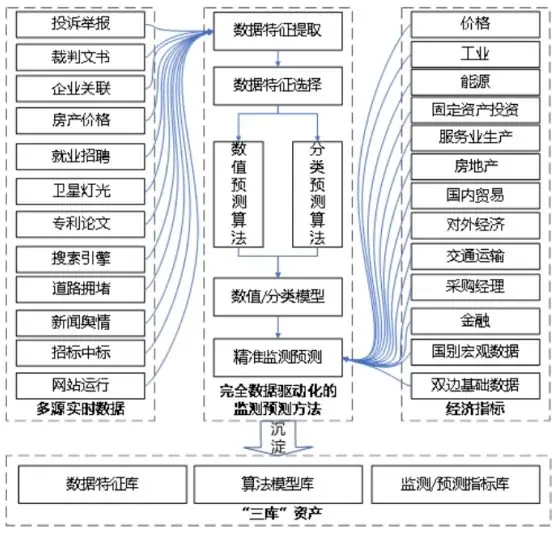 投诉举报
裁判文书
企业关联
房产价格
就业招聘
卫星灯光
专利论文
搜索引擎
道路拥堵
新闻舆情
招标中标
网站运行
多源实时数据
数据特征提取
数据特征选择
数值预测算法
分类预测算法
数值/分类模型
精准监测预测
完全数据驱动化的
监测预测方法
价格
工业
能源
固定资产投资
服务业生产
房地产
国内贸易
对外经济
交通运输
采购经理
金融
国别宏观数据
双边基础数据
经济指标
沉淀
数据特征库
算法模型库
监测/预测指标库
“三库”资产